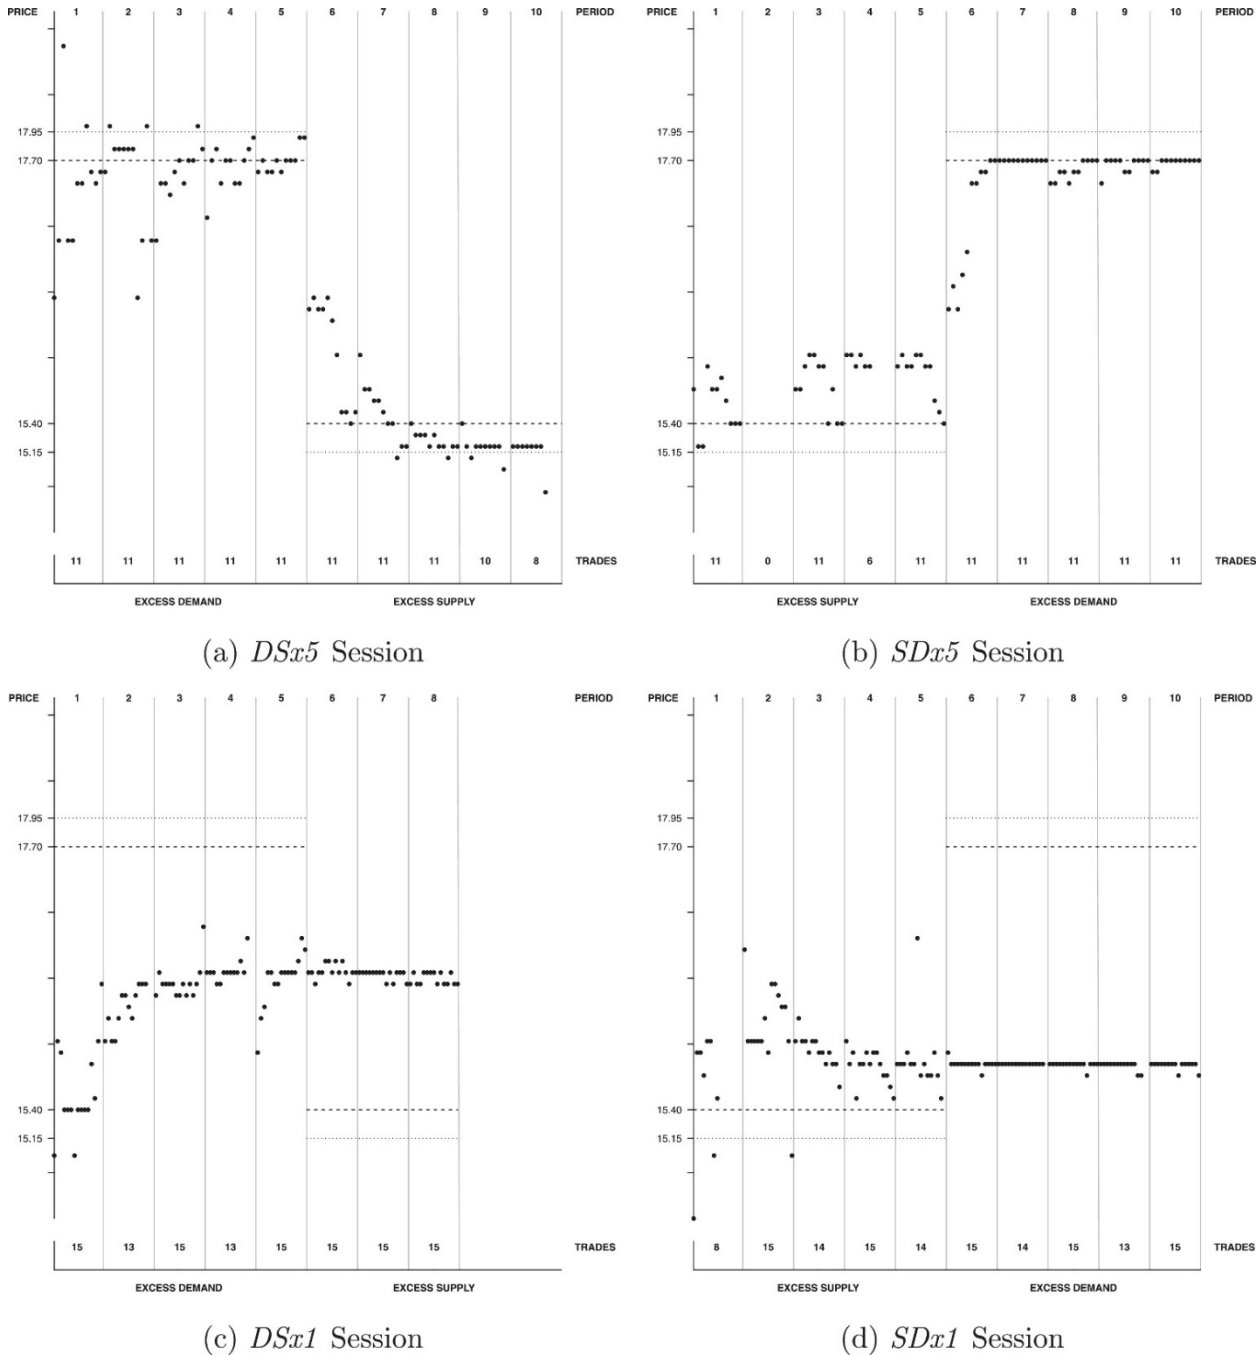 PRICE 1 2 3 4 5 6 7 8 9 10 PERIOD
17.95
17.70
15.40
15.15
11 11 11 11 11 11 11 11 10 8 TRADES
EXCESS DEMAND EXCESS SUPPLY
(a) DSx5 Session
PRICE 1 2 3 4 5 6 7 8 9 10 PERIOD
17.95
17.70
15.40
15.15
11 0 11 6 11 11 11 11 11 11 TRADES
EXCESS SUPPLY EXCESS DEMAND
(b) SDx5 Session
PRICE 1 2 3 4 5 6 7 8 PERIOD
17.95
17.70
15.40
15.15
15 13 15 13 15 15 15 15 TRADES
EXCESS DEMAND EXCESS SUPPLY
(c) DSx1 Session
PRICE 1 2 3 4 5 6 7 8 9 10 PERIOD
17.95
17.70
15.40
15.15
8 15 14 15 14 15 14 15 13 15 TRADES
EXCESS SUPPLY EXCESS DEMAND
(d) SDx1 Session